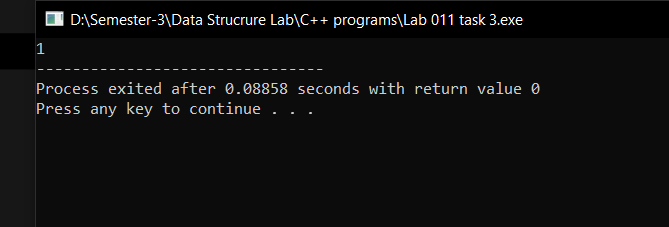 D:\Semester-3\Data Strucrure Lab\C++ programs\Lab 011 task 3.exe
1
--------------------------------
Process exited after 0.08858 seconds with return value 0
Press any key to continue . . .